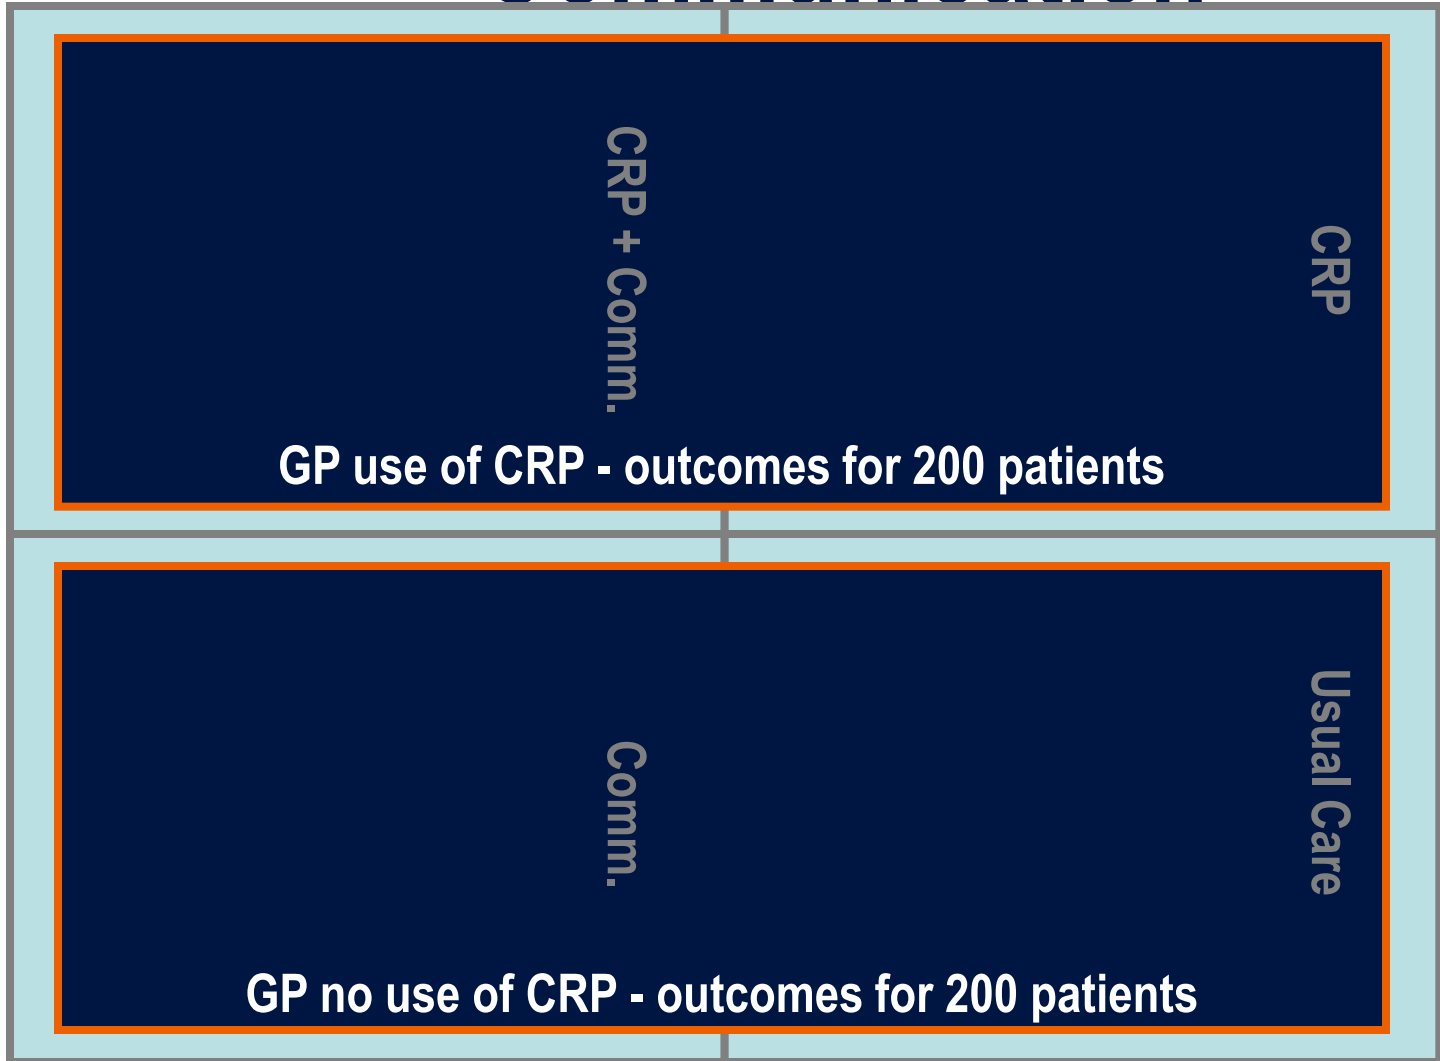 CRP + Comm.
CRP
GP use of CRP - outcomes for 200 patients
Comm.
Usual Care
GP no use of CRP - outcomes for 200 patients